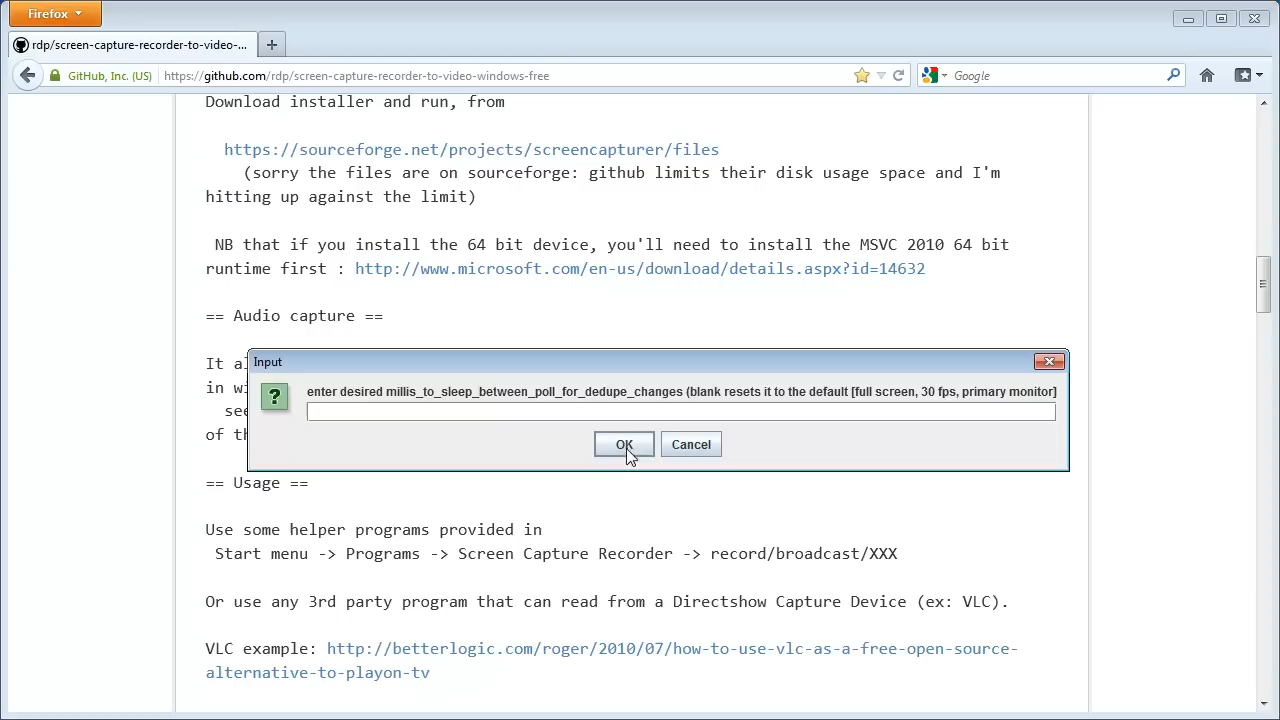 Firefox
rdp/screen-capture-recorder-to-video-...
GitHub, Inc. (US) https://github.com/rdp/screen-capture-recorder-to-video-windows-free
Google
Download installer and run, from
https://sourceforge.net/projects/screencapturer/files
(sorry the files are on sourceforge: github limits their disk usage space and I'm
hitting up against the limit)
NB that if you install the 64 bit device, you'll need to install the MSVC 2010 64 bit
runtime first : http://www.microsoft.com/en-us/download/details.aspx?id=14632
== Audio capture ==
It al
in wi
see
of th
Input
?
enter desired millis_to_sleep_between_poll_for_dedupe_changes (blank resets it to the default [full screen, 30 fps, primary monitor]
OK
Cancel
== Usage ==
Use some helper programs provided in
Start menu -> Programs -> Screen Capture Recorder -> record/broadcast/XXX
Or use any 3rd party program that can read from a Directshow Capture Device (ex: VLC).
VLC example: http://betterlogic.com/roger/2010/07/how-to-use-vlc-as-a-free-open-source-
alternative-to-playon-tv